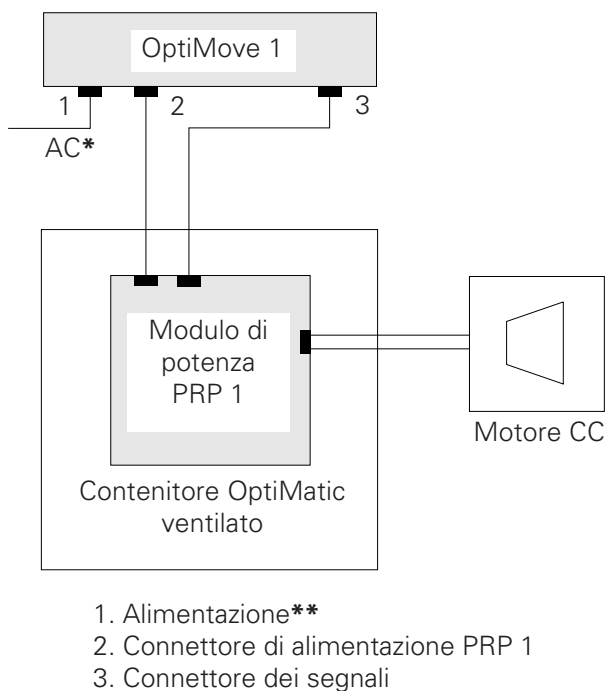 OptiMove 1
1
2
3
AC*
Modulo di
potenza
PRP 1
Motore CC
Contenitore OptiMatic
ventilato
1. Alimentazione**
2. Connettore di alimentazione PRP 1
3. Connettore dei segnali